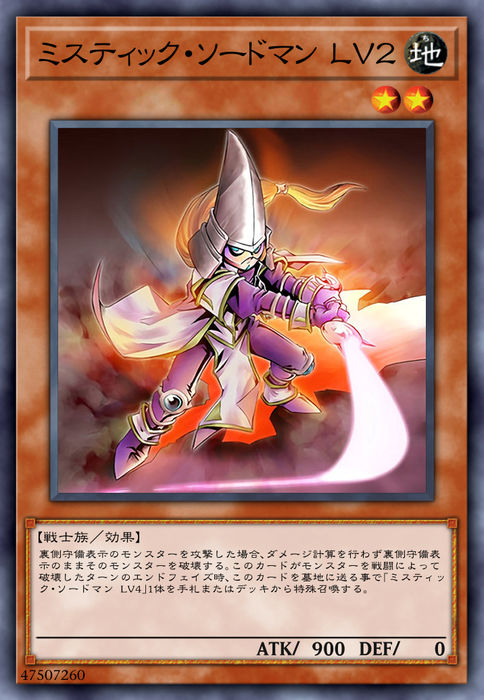 ミスティック・ソードマン LV2
ち
地
【戦士族／効果】
裏側守備表示のモンスターを攻撃した場合、ダメージ計算を行わず裏側守備表
示のままそのモンスターを破壊する。このカードがモンスターを戦闘によって
破壊したターンのエンドフェイズ時、このカードを墓地に送る事で「ミスティッ
ク・ソードマン LV4」1体を手札またはデッキから特殊召喚する。
ATK/ 900 DEF/ 0
47507260